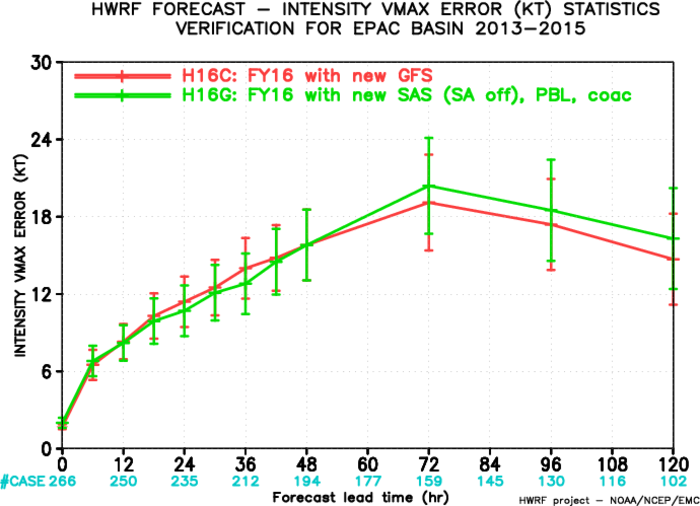 HWRF FORECAST – INTENSITY VMAX ERROR (KT) STATISTICS
VERIFICATION FOR EPAC BASIN 2013–2015
H16C: FY16 with new GFS
H16G: FY16 with new SAS (SA off), PBL, coac
INTENSITY VMAX ERROR (KT)
30
24
18
12
6
0
0 12 24 36 48 60 72 84 96 108 120
#CASE 266 250 235 212 194 177 159 145 130 116 102
Forecast lead time (hr)
HWRF project – NOAA/NCEP/EMC